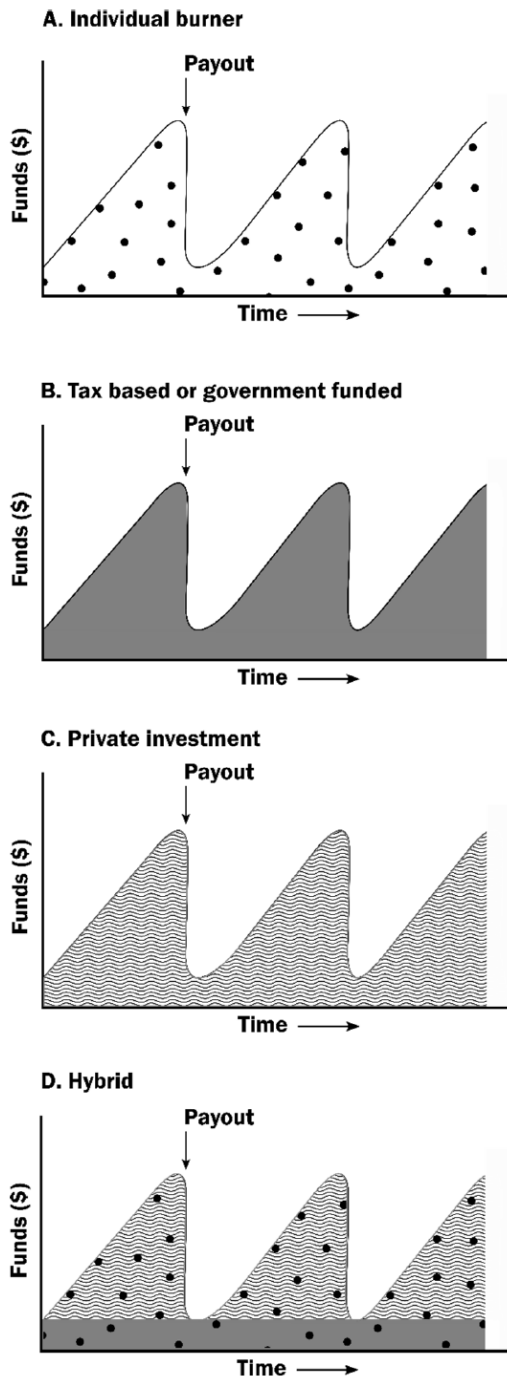 A. Individual burner
Payout
Funds ($)
Time
B. Tax based or government funded
Payout
Funds ($)
Time
C. Private investment
Payout
Funds ($)
Time
D. Hybrid
Payout
Funds ($)
Time